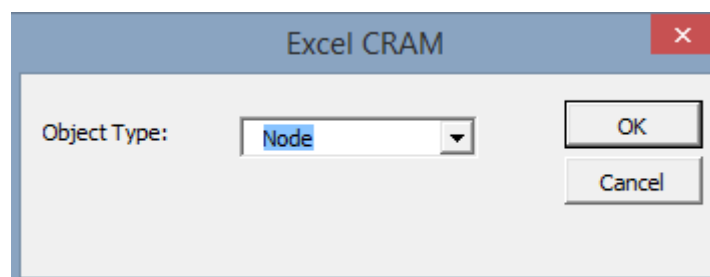 Excel CRAM
×
Object Type:
Node
OK
Cancel